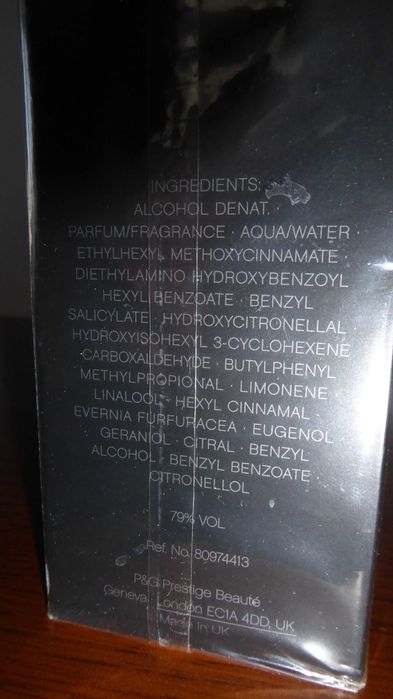 INGREDIENTS:
ALCOHOL DENAT. ·
PARFUM/FRAGRANCE · AQUA/WATER ·
ETHYLHEXYL METHOXYCINNAMATE ·
DIETHYLAMINO HYDROXYBENZOYL
HEXYL BENZOATE · BENZYL
SALICYLATE · HYDROXYCITRONELLAL ·
HYDROXYISOHEXYL 3-CYCLOHEXENE
CARBOXALDEHYDE · BUTYLPHENYL
METHYLPROPIONAL · LIMONENE ·
LINALOOL · HEXYL CINNAMAL ·
EVERNIA FURFURACEA · EUGENOL ·
GERANIOL · CITRAL · BENZYL
ALCOHOL · BENZYL BENZOATE ·
CITRONELLOL
79% VOL
Ref. No. 80974413
P&G Prestige Beauté
Geneva · London EC1A 4DD, UK
Made in UK